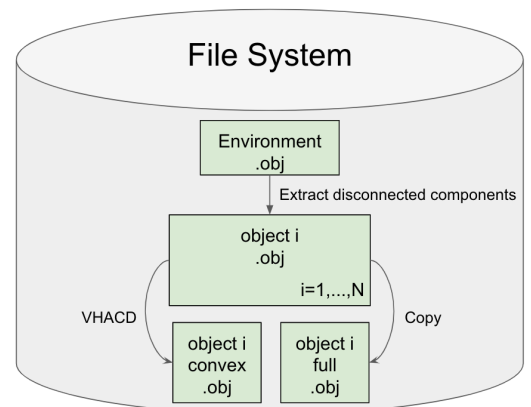 File System
Environment
.obj
Extract disconnected components
object i
.obj
i=1,...,N
VHACD
Copy
object i
convex
.obj
object i
full
.obj